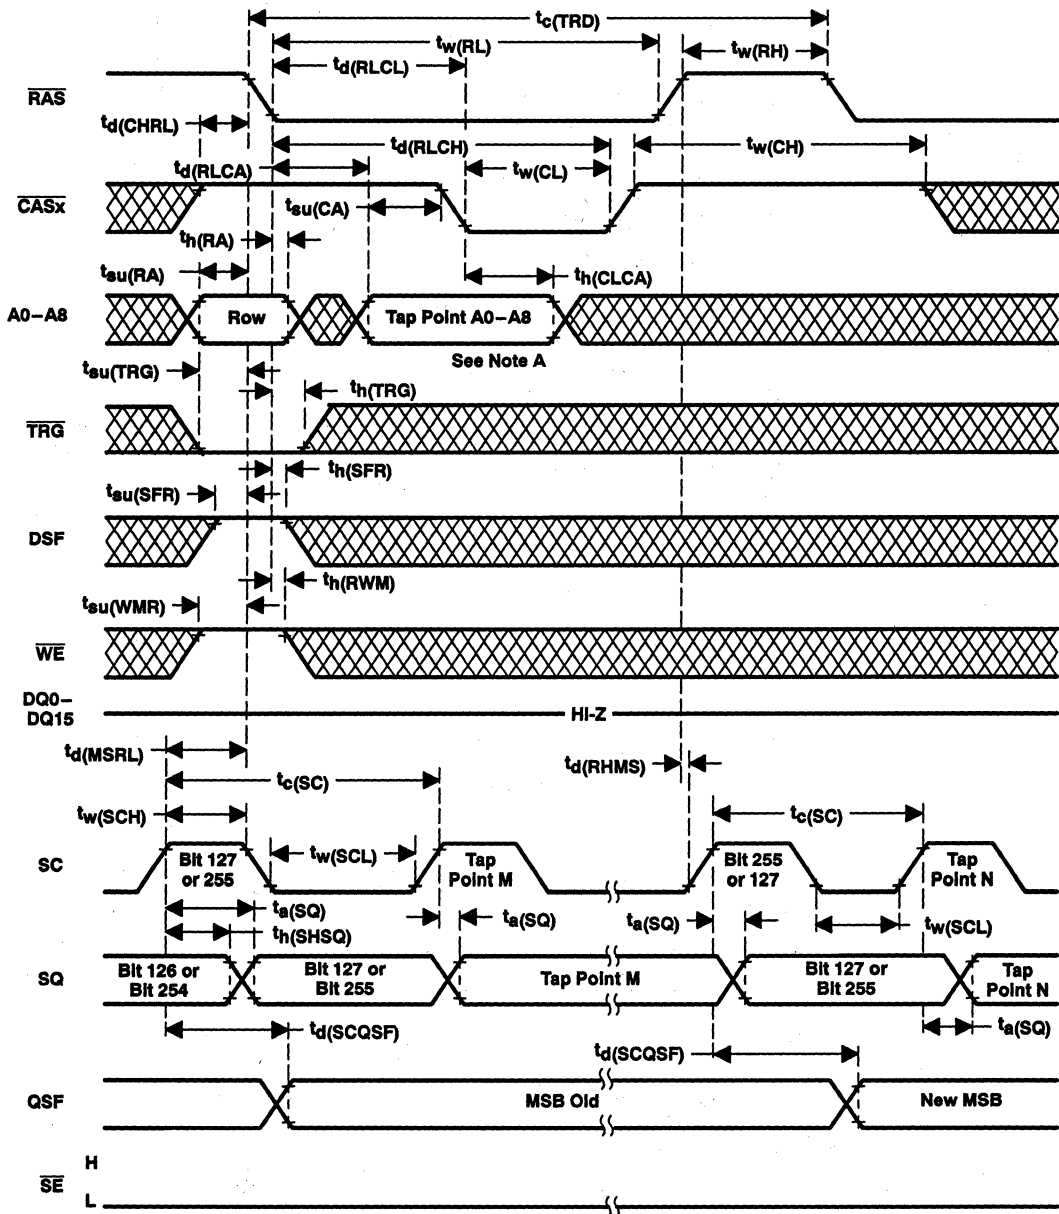 tc(TRD)
tw(RL)
tw(RH)
td(RLCL)
RAS
td(CHRL)
td(RLCH)
tw(CH)
td(RLCA)
tw(CL)
CASx
tsu(CA)
th(RA)
tsu(RA)
th(CLCA)
A0–A8
Row
Tap Point A0–A8
See Note A
tsu(TRG)
th(TRG)
TRG
th(SFR)
tsu(SFR)
DSF
th(RWM)
tsu(WMR)
WE
DQ0–
DQ15
HI-Z
td(MSRL)
td(RHMS)
tc(SC)
tw(SCH)
tc(SC)
SC
Bit 127
or 255
tw(SCL)
Tap
Point M
Bit 255
or 127
Tap
Point N
ta(SQ)
ta(SQ)
ta(SQ)
tw(SCL)
th(SHSQ)
SQ
Bit 126 or
Bit 254
Bit 127 or
Bit 255
Tap Point M
Bit 127 or
Bit 255
Tap
Point N
td(SCQSF)
ta(SQ)
td(SCQSF)
QSF
MSB Old
New MSB
H
SE
L